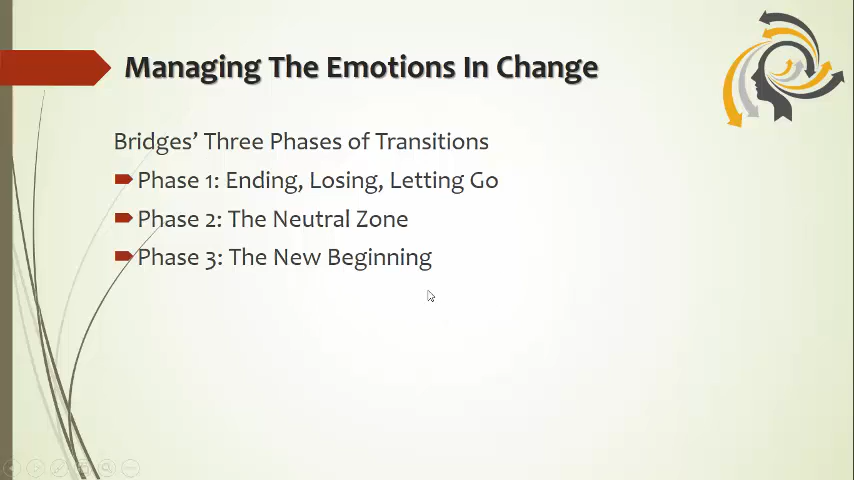 Managing The Emotions In Change
Bridges’ Three Phases of Transitions
Phase 1: Ending, Losing, Letting Go
Phase 2: The Neutral Zone
Phase 3: The New Beginning